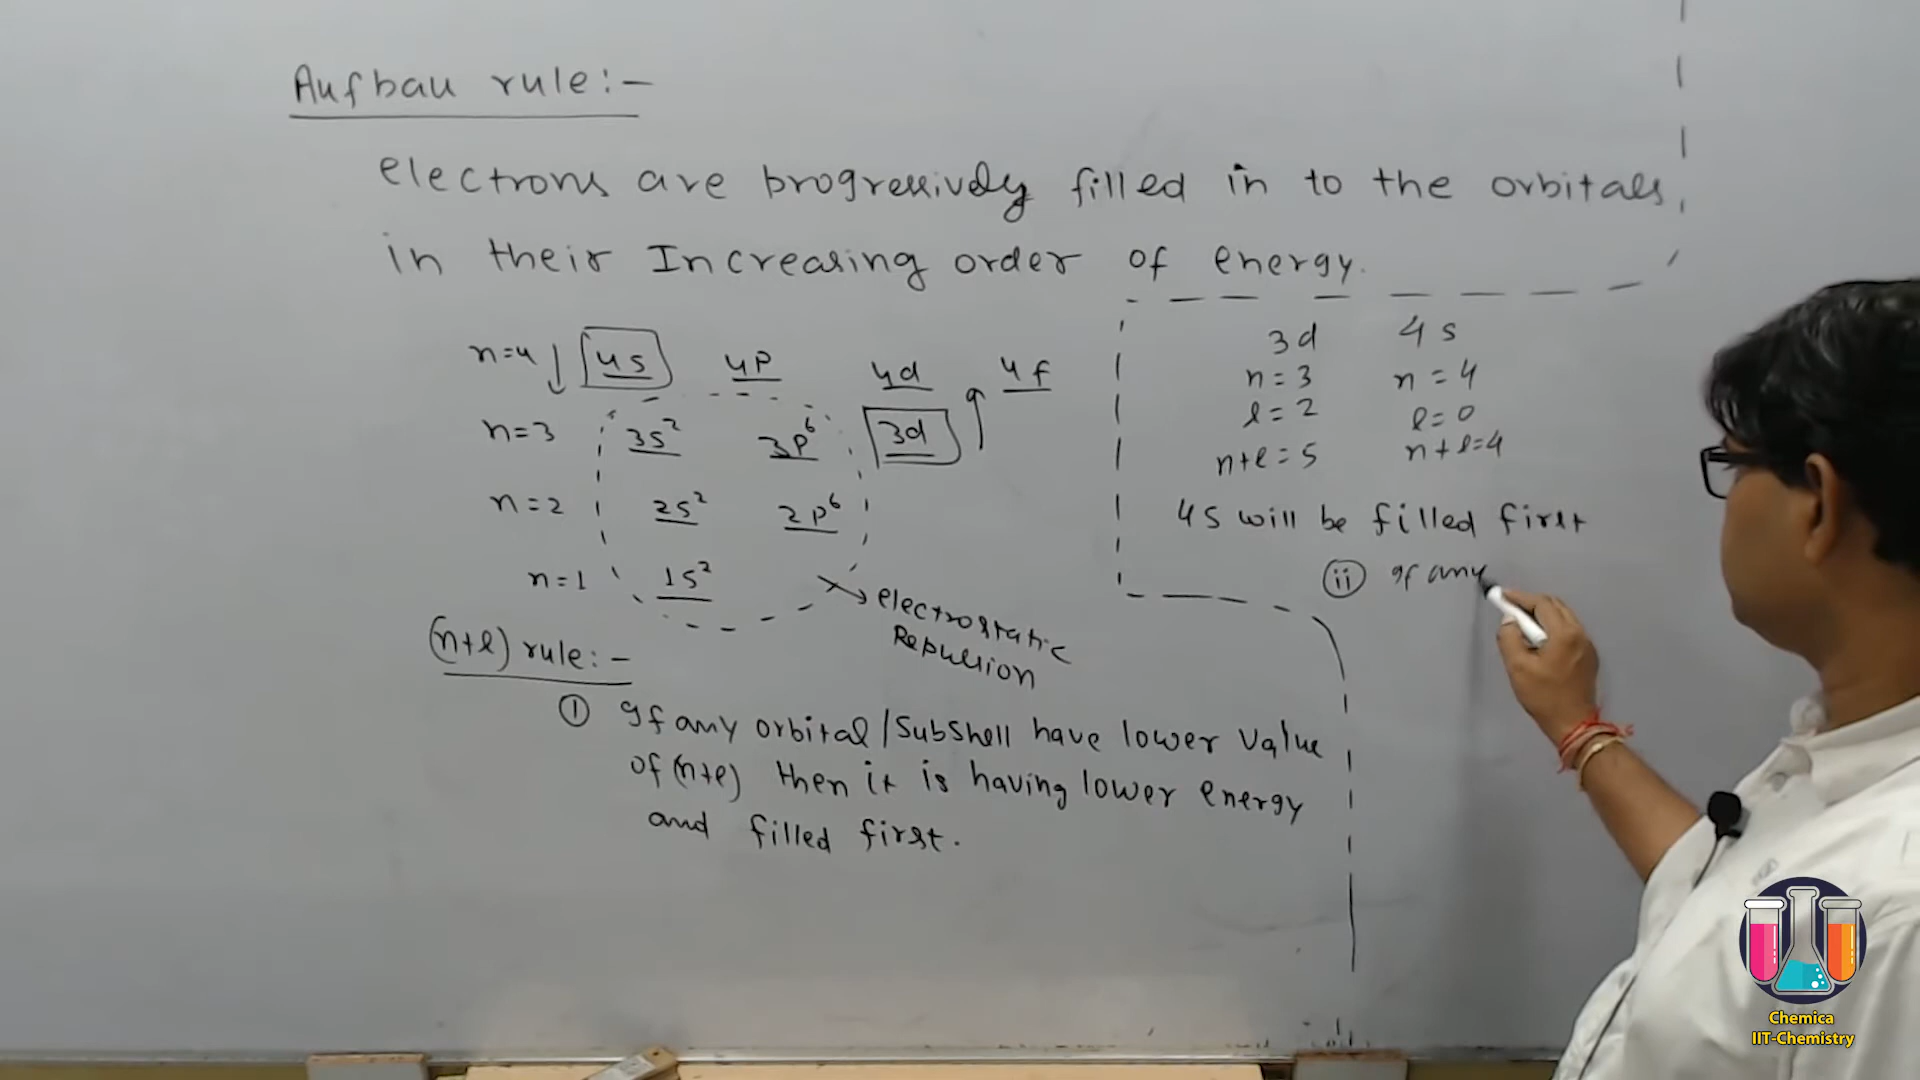 Aufbau rule:-
electrons are progressively filled in to the orbitals
in their Increasing order of energy.
n=4 ↓ 4s 4p 4d 4f
n=3 3s² 3p⁶ 3d ↑
n=2 2s² 2p⁶
n=1 1s²
electrostatic
Repulsion
(n+l) rule:-
① If any orbital/Subshell have lower value
of (n+l) then it is having lower energy
and filled first.
3d 4s
n=3 n=4
l=2 l=0
n+l=5 n+l=4
4s will be filled first
ⅱ If any
Chemica
IIT-Chemistry